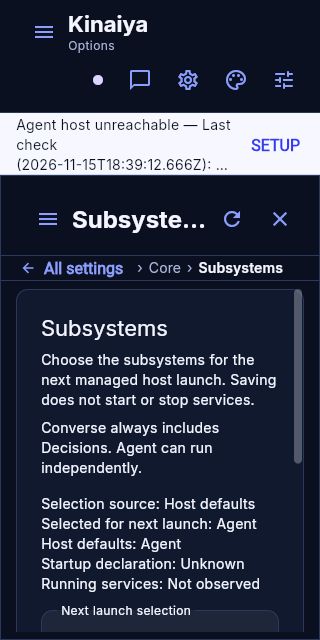 Kinaiya
Options
Agent host unreachable — Last
check
(2026-11-15T18:39:12.666Z): ...
SETUP
Subsyste...
All settings › Core › Subsystems
Subsystems
Choose the subsystems for the
next managed host launch. Saving
does not start or stop services.
Converse always includes
Decisions. Agent can run
independently.
Selection source: Host defaults
Selected for next launch: Agent
Host defaults: Agent
Startup declaration: Unknown
Running services: Not observed
Next launch selection